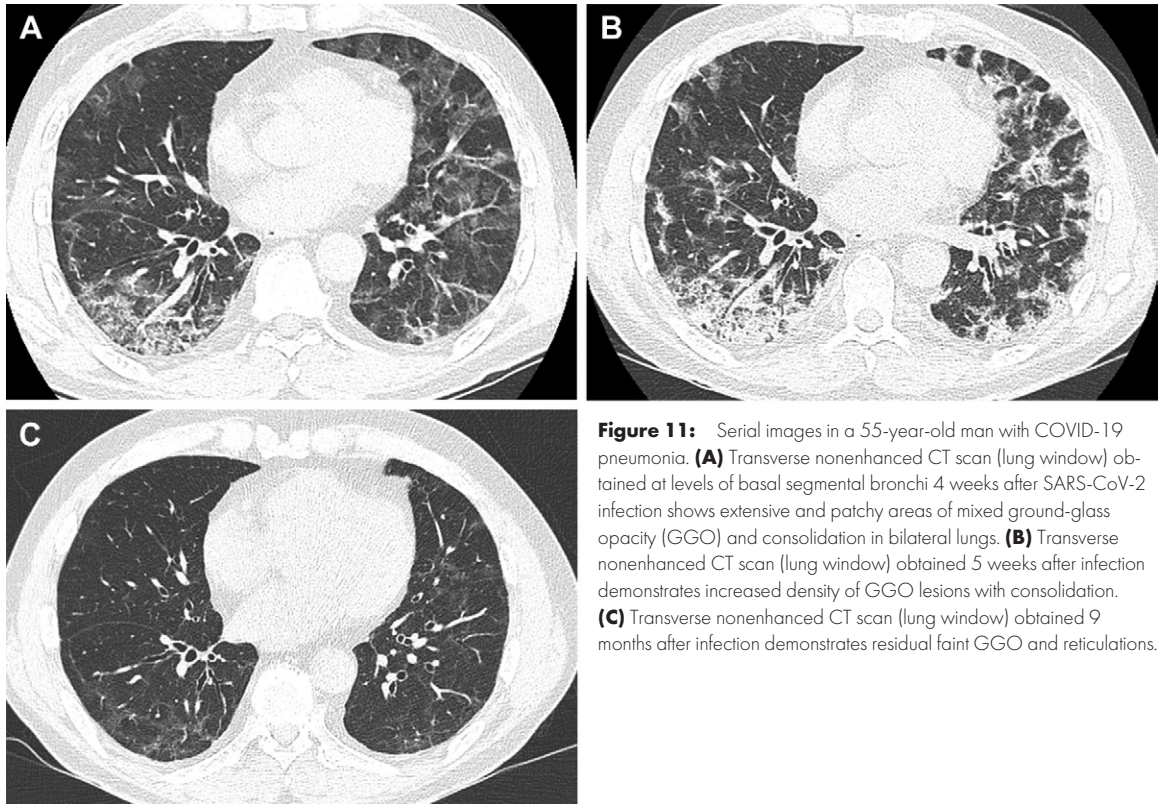 A
B
C
Figure 11: Serial images in a 55-year-old man with COVID-19
pneumonia. (A) Transverse nonenhanced CT scan (lung window) ob-
tained at levels of basal segmental bronchi 4 weeks after SARS-CoV-2
infection shows extensive and patchy areas of mixed ground-glass
opacity (GGO) and consolidation in bilateral lungs. (B) Transverse
nonenhanced CT scan (lung window) obtained 5 weeks after infection
demonstrates increased density of GGO lesions with consolidation.
(C) Transverse nonenhanced CT scan (lung window) obtained 9
months after infection demonstrates residual faint GGO and reticulations.